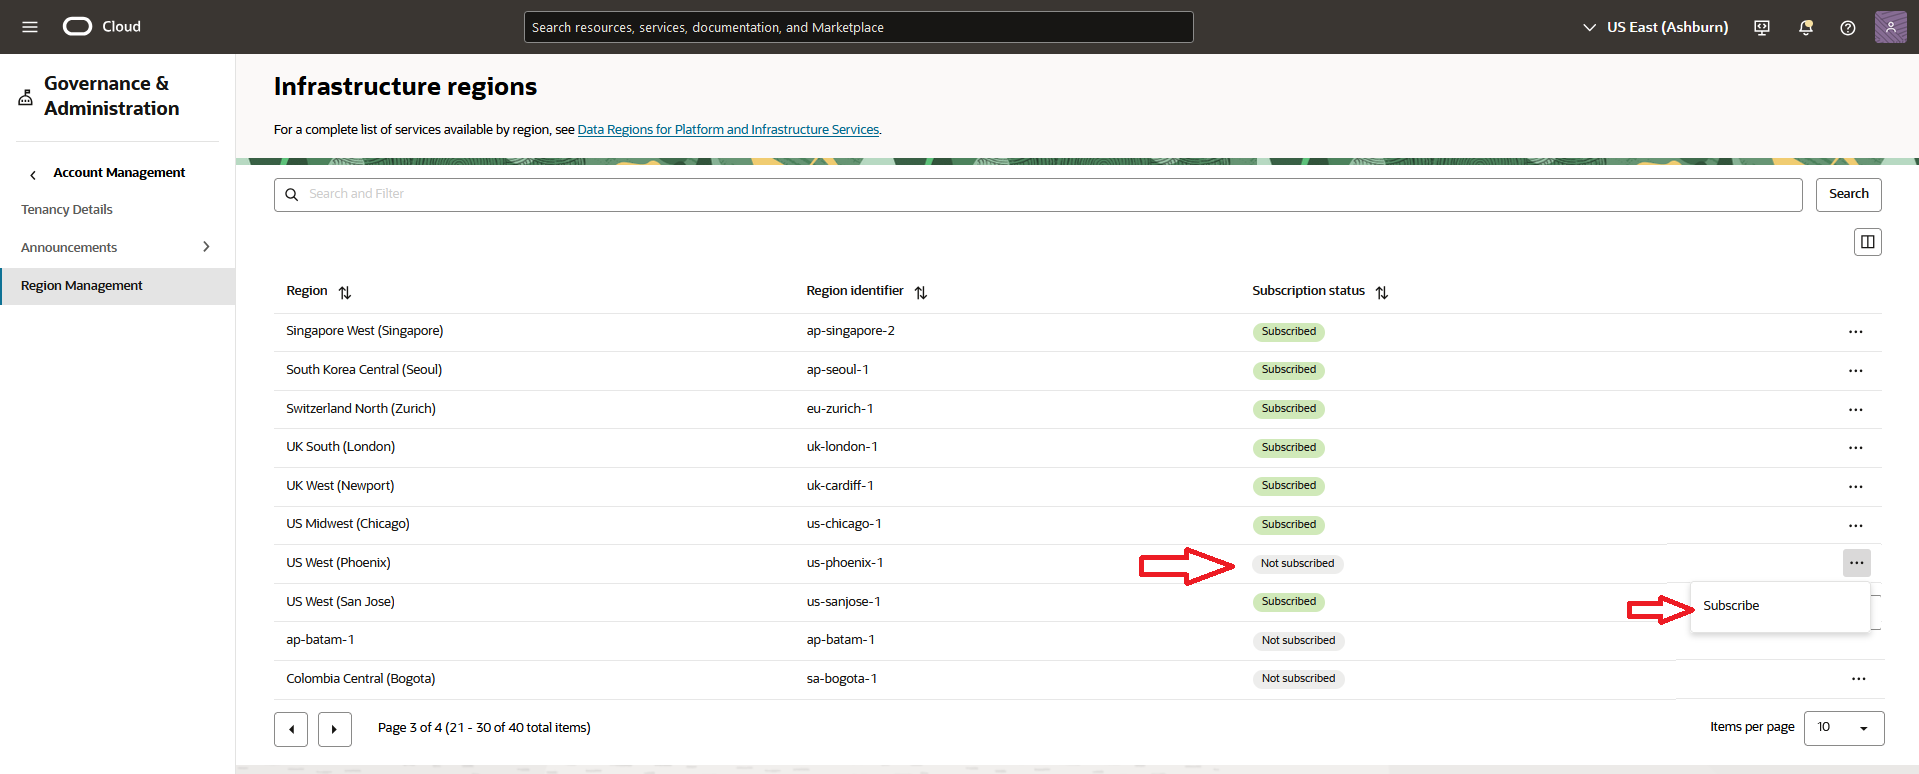 Cloud
Search resources, services, documentation, and Marketplace
US East (Ashburn)
Governance &
Administration
Account Management
Tenancy Details
Announcements
Region Management
Infrastructure regions
For a complete list of services available by region, see Data Regions for Platform and Infrastructure Services.
Search and Filter
Search
Region Region identifier Subscription status
Singapore West (Singapore) ap-singapore-2 Subscribed
South Korea Central (Seoul) ap-seoul-1 Subscribed
Switzerland North (Zurich) eu-zurich-1 Subscribed
UK South (London) uk-london-1 Subscribed
UK West (Newport) uk-cardiff-1 Subscribed
US Midwest (Chicago) us-chicago-1 Subscribed
US West (Phoenix) us-phoenix-1 Not subscribed
US West (San Jose) us-sanjose-1 Subscribed
Subscribe
ap-batam-1 ap-batam-1 Not subscribed
Colombia Central (Bogota) sa-bogota-1 Not subscribed
Page 3 of 4 (21 - 30 of 40 total items)
Items per page 10